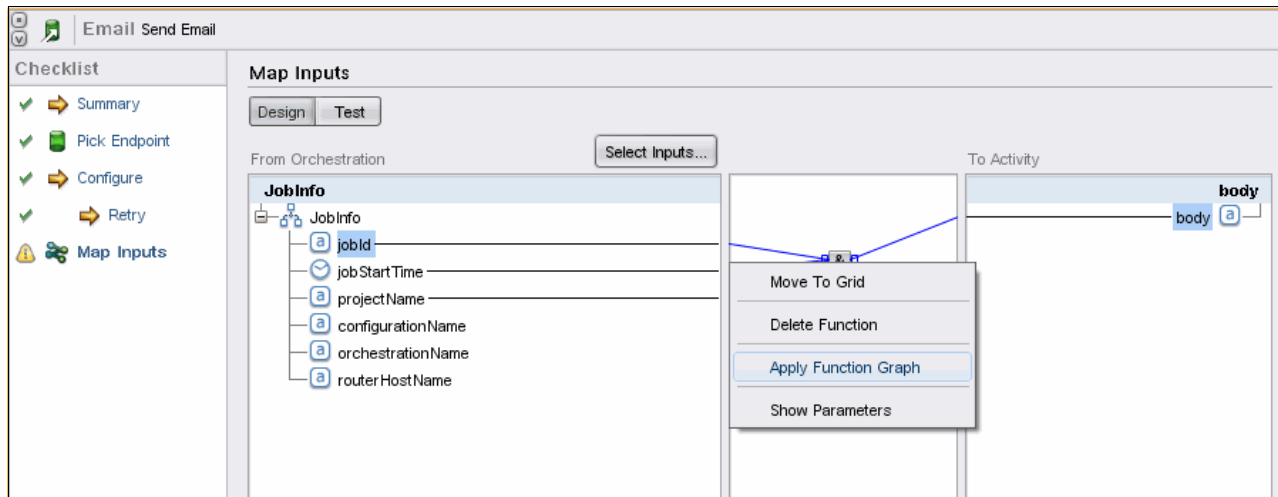 Email Send Email
Checklist
Summary
Pick Endpoint
Configure
Retry
Map Inputs
Map Inputs
Design Test
From Orchestration
Select Inputs...
To Activity
JobInfo
JobInfo
a jobId
jobStartTime
a projectName
a configurationName
a orchestrationName
a routerHostName
&
Move To Grid
Delete Function
Apply Function Graph
Show Parameters
body
body a